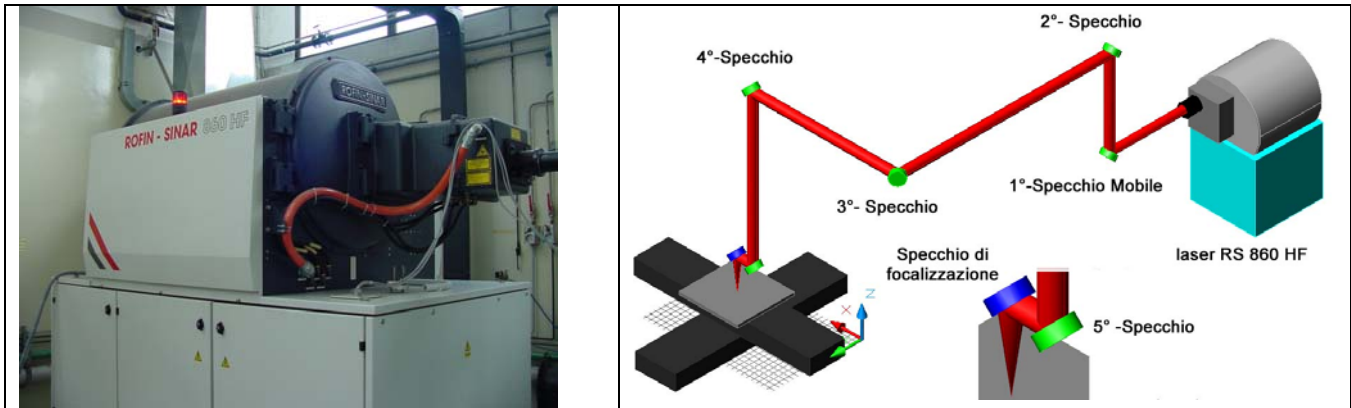 ROFIN-SINAR
ROFIN - SINAR 860 HF
2°- Specchio
4°-Specchio
1°-Specchio Mobile
3°- Specchio
laser RS 860 HF
Specchio di
focalizzazione
X
Z
5° -Specchio